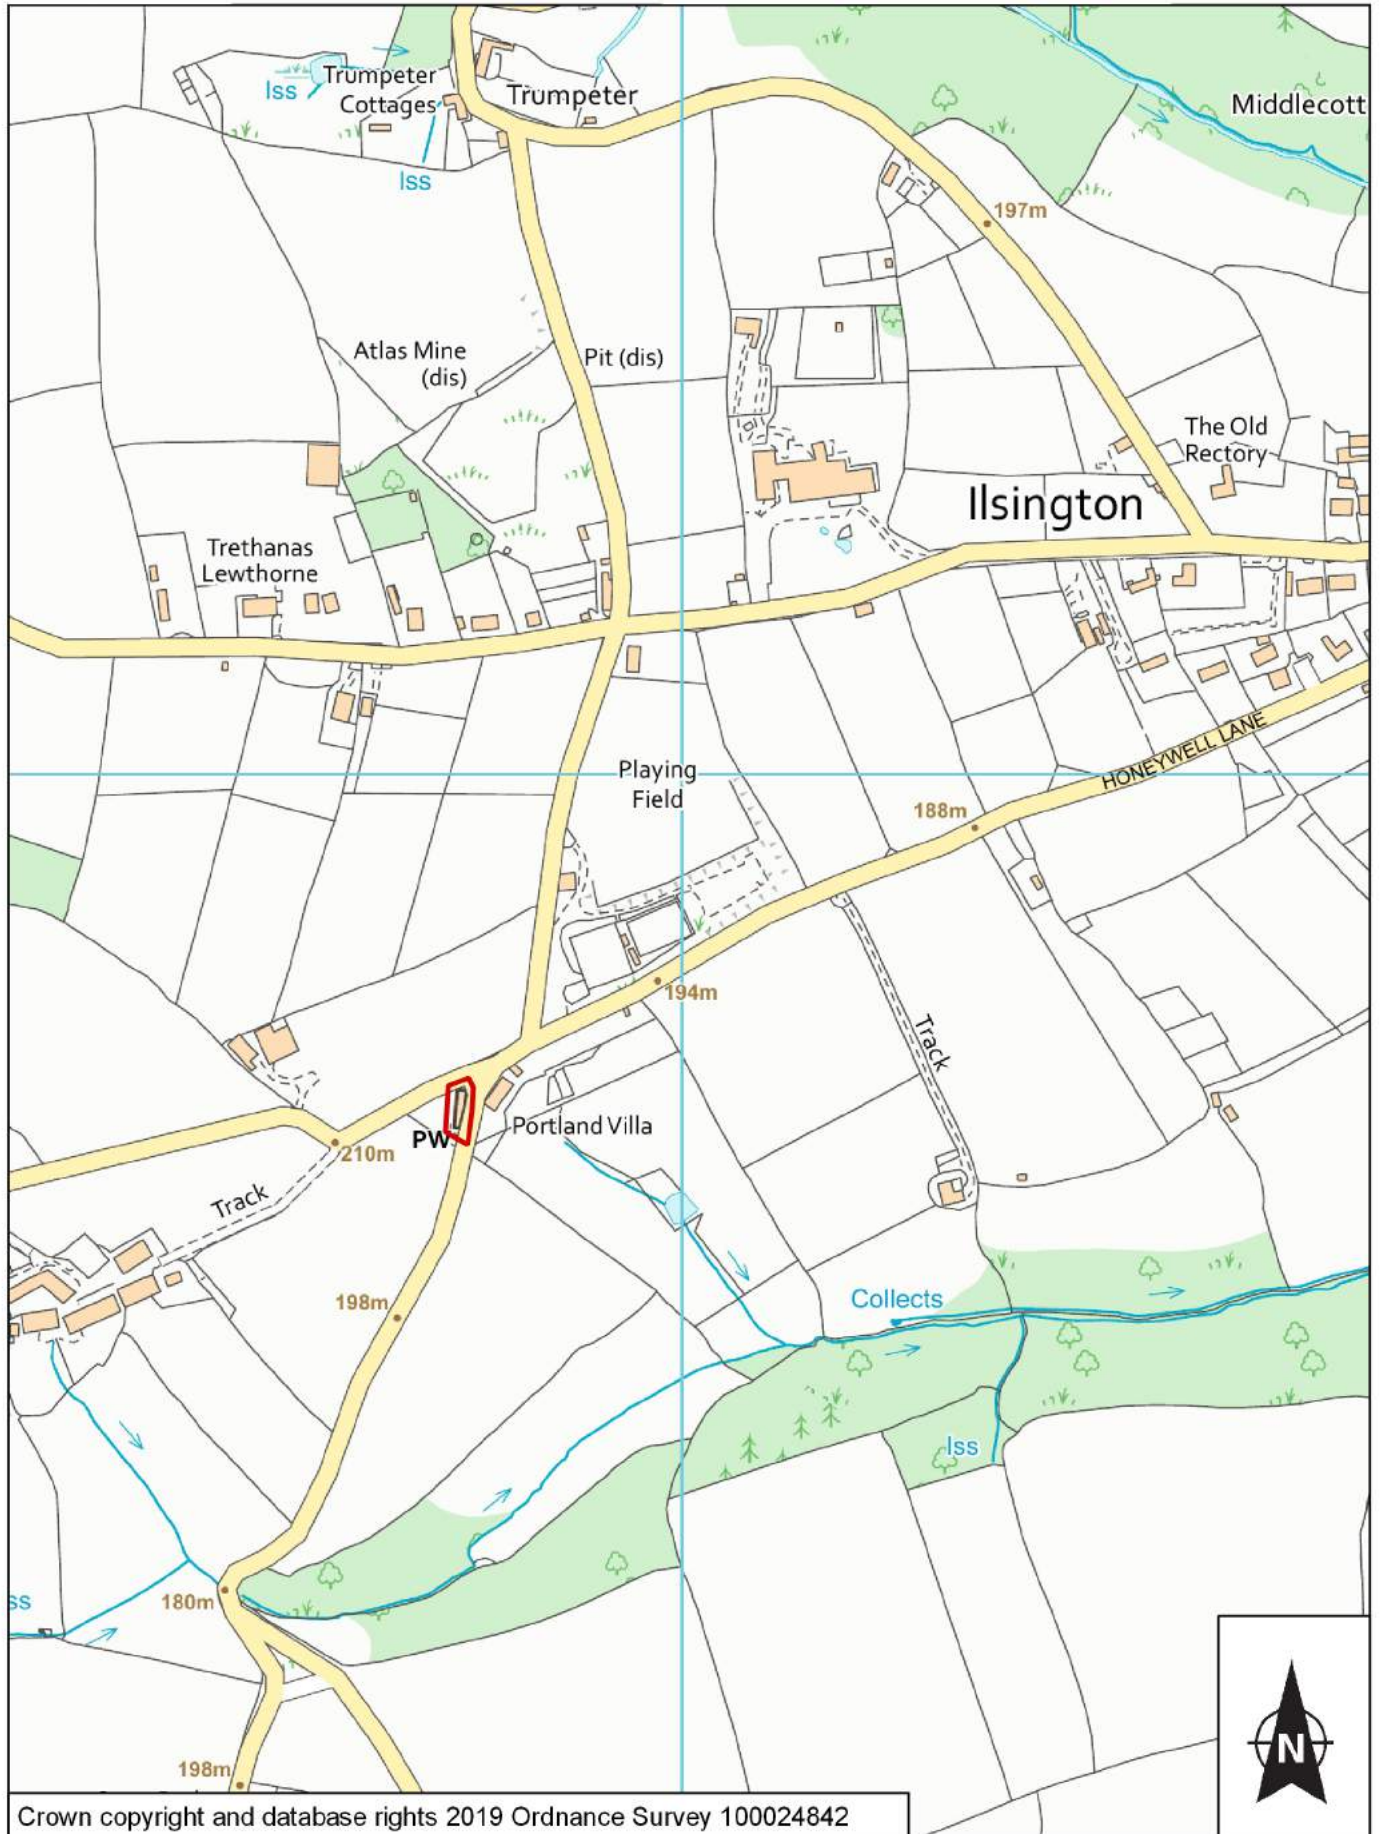 Trumpeter
Cottages
Trumpeter
Iss
Middlecott
Iss
197m
Atlas Mine
(dis)
Pit (dis)
The Old
Rectory
Ilsington
Trethanas
Lewthorne
HONEYWELL LANE
Playing
Field
188m
194m
Track
PW
Portland Villa
210m
Track
198m
Collects
Iss
180m
ss
198m
N
Crown copyright and database rights 2019 Ordnance Survey 100024842